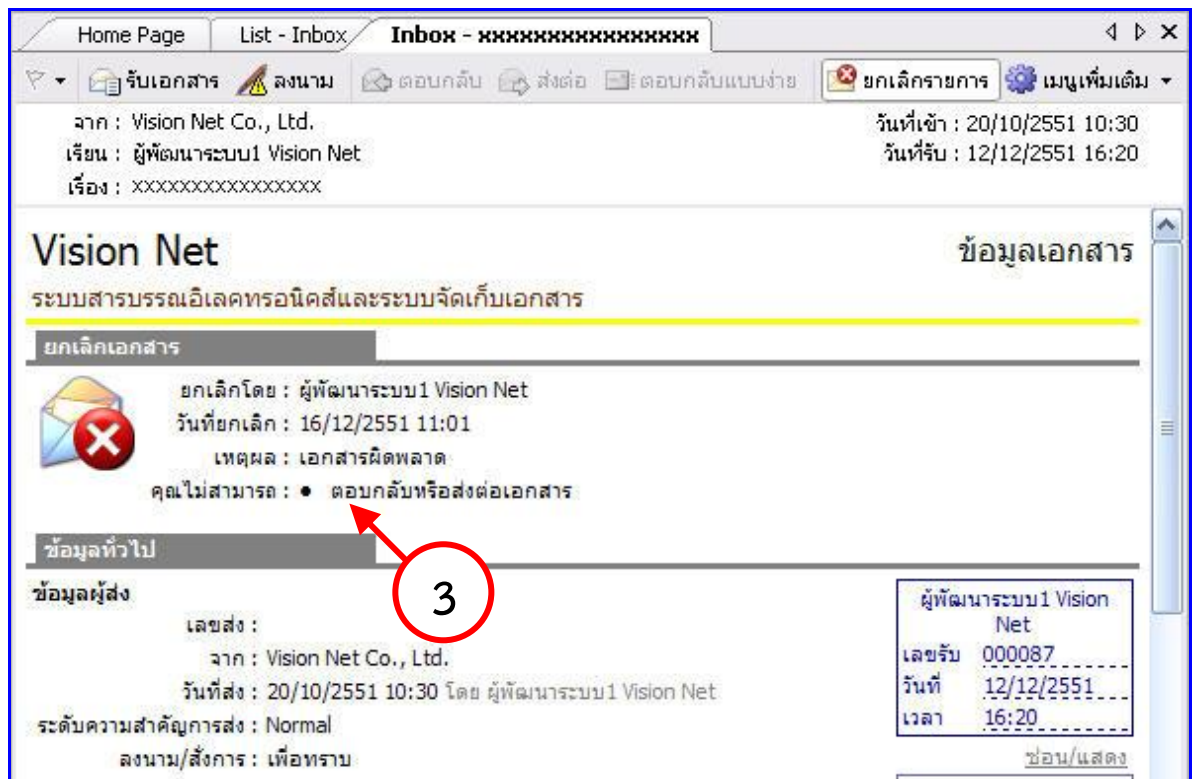 Home Page
List - Inbox
Inbox - xxxxxxxxxxxxxxxx
รับเอกสาร
ลงนาม
ตอบกลับ
ส่งต่อ
ตอบกลับแบบง่าย
ยกเลิกรายการ
เมนูเพิ่มเติม
จาก : Vision Net Co., Ltd.
วันที่เข้า : 20/10/2551 10:30
เรียน : ผู้พัฒนาระบบ1 Vision Net
วันที่รับ : 12/12/2551 16:20
เรื่อง : xxxxxxxxxxxxxxxx
Vision Net
ข้อมูลเอกสาร
ระบบสารบรรณอิเลคทรอนิคส์และระบบจัดเก็บเอกสาร
ยกเลิกเอกสาร
ยกเลิกโดย : ผู้พัฒนาระบบ1 Vision Net
วันที่ยกเลิก : 16/12/2551 11:01
เหตุผล : เอกสารผิดพลาด
คุณไม่สามารถ : ● ตอบกลับหรือส่งต่อเอกสาร
ข้อมูลทั่วไป
3
ข้อมูลผู้ส่ง
เลขส่ง :
จาก : Vision Net Co., Ltd.
วันที่ส่ง : 20/10/2551 10:30 โดย ผู้พัฒนาระบบ1 Vision Net
ระดับความสำคัญการส่ง : Normal
ลงนาม/สั่งการ : เพื่อทราบ
ผู้พัฒนาระบบ1 Vision
Net
เลขรับ 000087
วันที่ 12/12/2551
เวลา 16:20
ซ่อน/แสดง